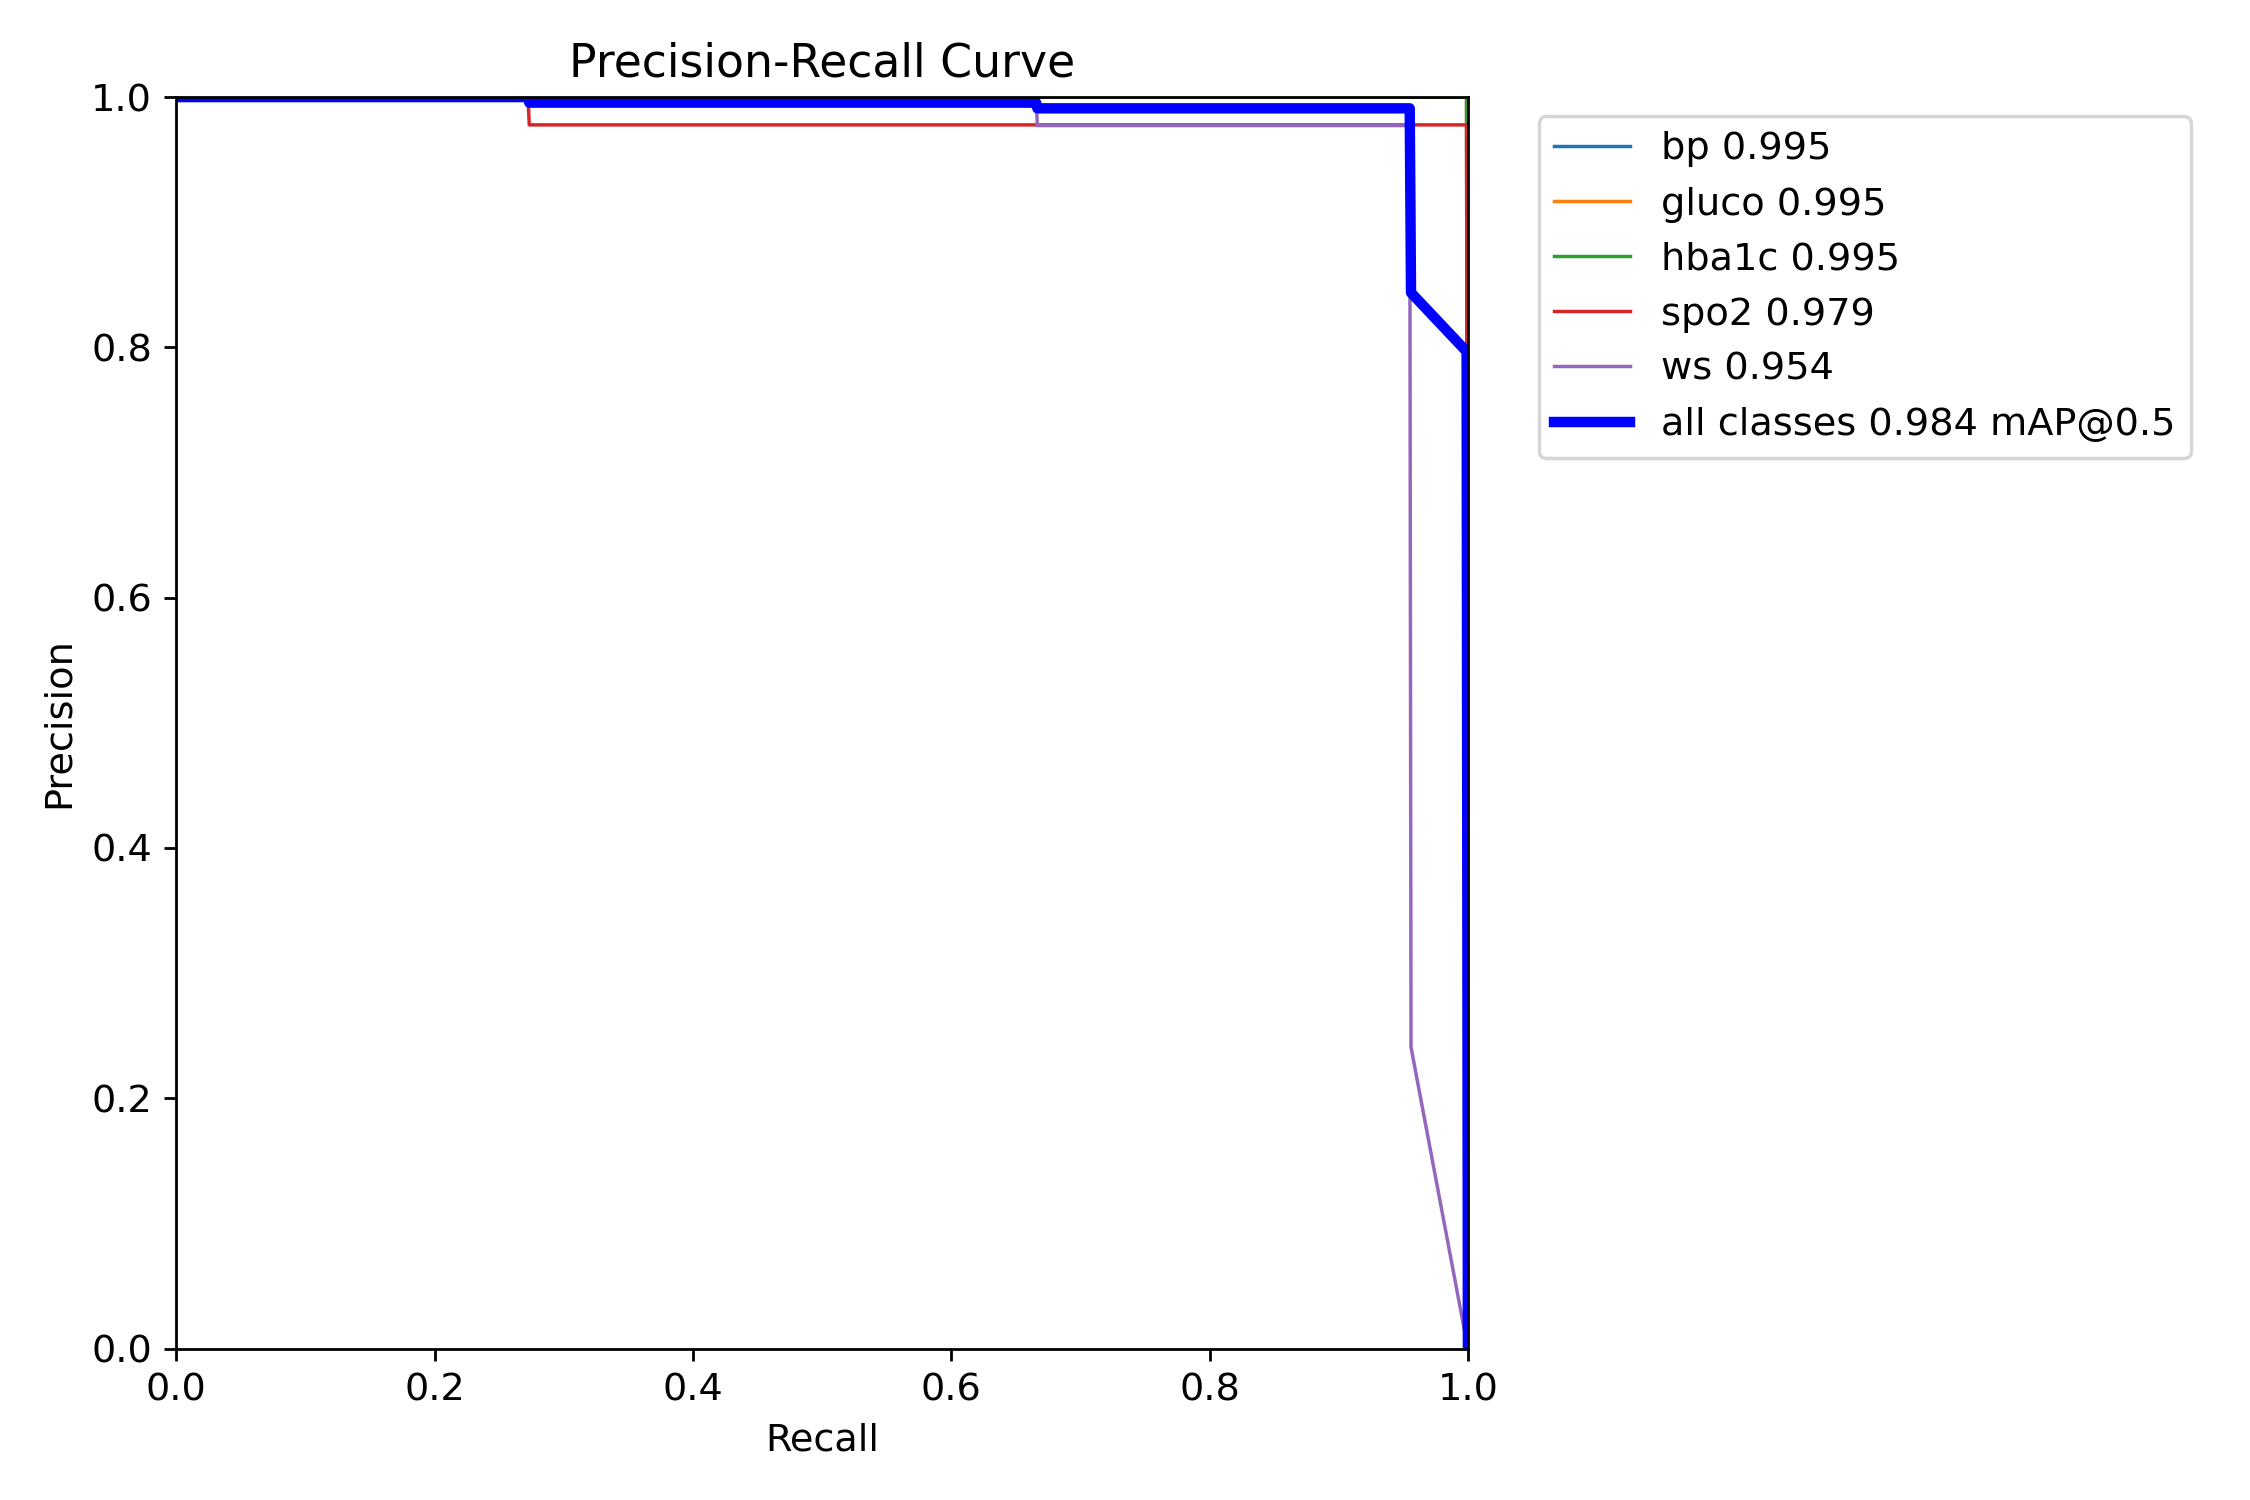 Precision-Recall Curve
1.0
0.8
0.6
0.4
0.2
0.0
Precision
0.0 0.2 0.4 0.6 0.8 1.0
Recall
bp 0.995
gluco 0.995
hba1c 0.995
spo2 0.979
ws 0.954
all classes 0.984 mAP@0.5